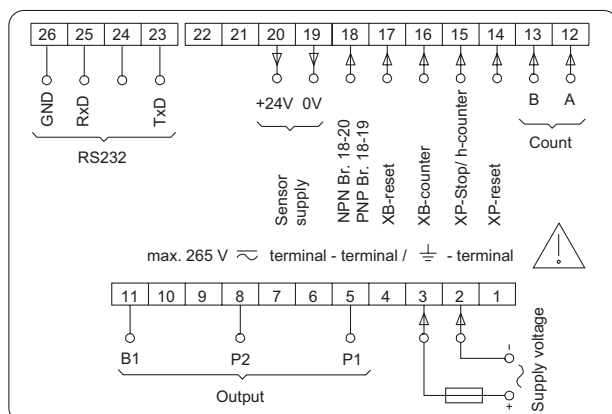 26 25 24 23 22 21 20 19 18 17 16 15 14 13 12
GND
RxD
TxD
RS232
+24V 0V
Sensor
supply
NPN Br. 18-20
PNP Br. 18-19
XB-reset
XB-counter
XP-Stop/ h-counter
XP-reset
B A
Count
max. 265 V terminal - terminal / - terminal
!
11 10 9 8 7 6 5 4 3 2 1
B1 P2 P1
Output
-
+
Supply voltage